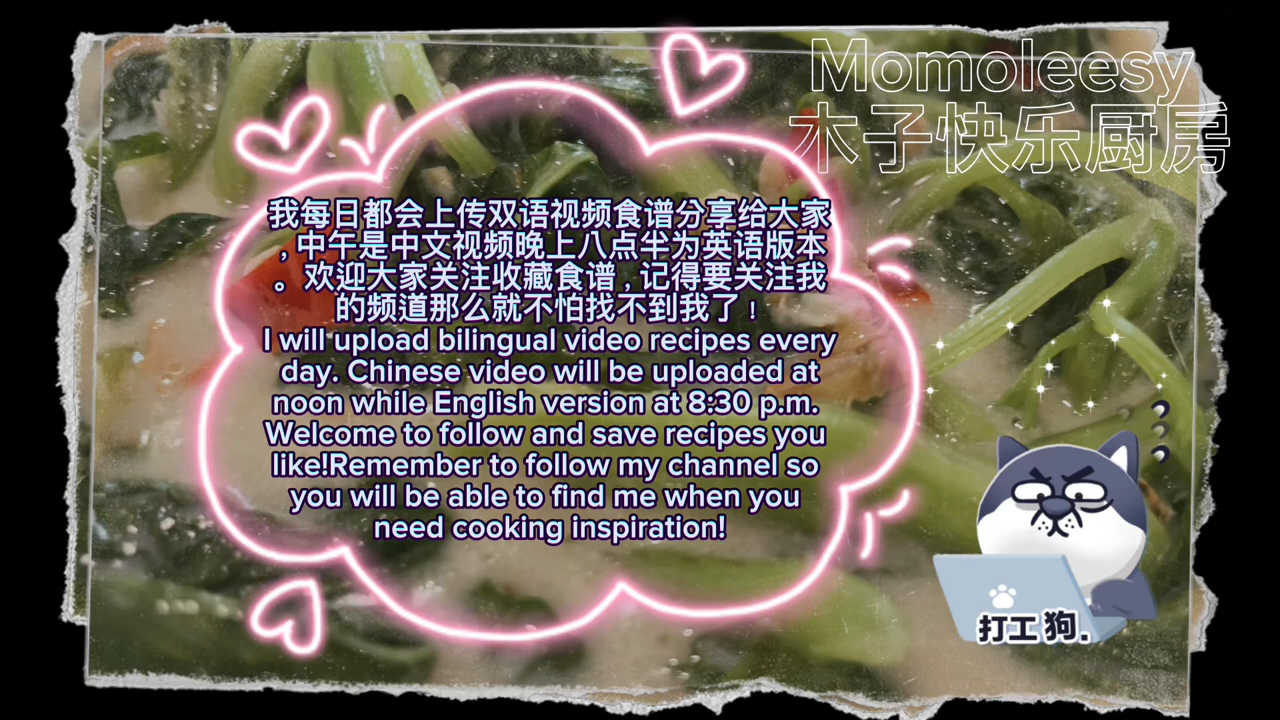 Momoleesy
木子快乐厨房
我每日都会上传双语视频食谱分享给大家
，中午是中文视频晚上八点半为英语版本
。欢迎大家关注收藏食谱，记得要关注我
的频道那么就不怕找不到我了！
I will upload bilingual video recipes every
day. Chinese video will be uploaded at
noon while English version at 8:30 p.m.
Welcome to follow and save recipes you
like!Remember to follow my channel so
you will be able to find me when you
need cooking inspiration!
打工狗.